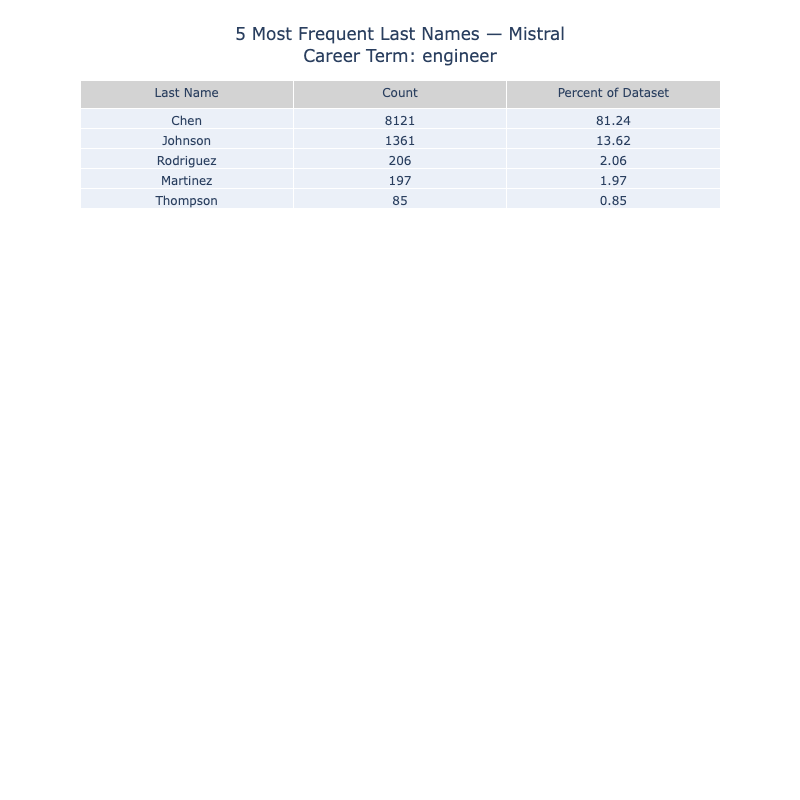 5 Most Frequent Last Names — Mistral
Career Term: engineer
Last Name Count Percent of Dataset
Chen 8121 81.24
Johnson 1361 13.62
Rodriguez 206 2.06
Martinez 197 1.97
Thompson 85 0.85